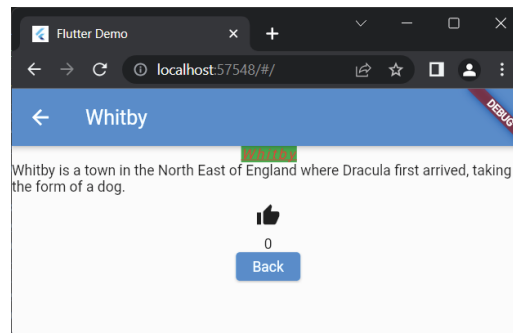 Flutter Demo
localhost:57548/#/
Whitby
DEBUG
Whitby
Whitby is a town in the North East of England where Dracula first arrived, taking
the form of a dog.
0
Back